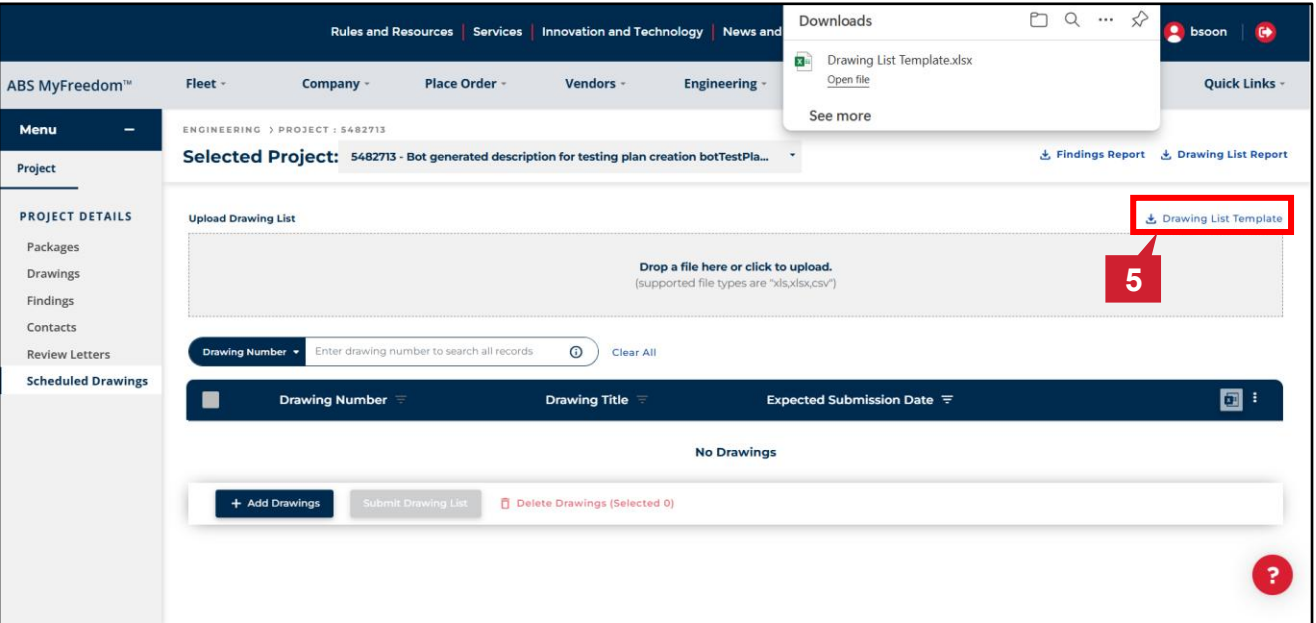 Rules and Resources | Services | Innovation and Technology | News and
Downloads
bsoon
Drawing List Template.xlsx
Open file
See more
ABS MyFreedom™
Fleet
Company
Place Order
Vendors
Engineering
Quick Links
Menu
ENGINEERING > PROJECT : 5482713
Selected Project: 5482713 - Bot generated description for testing plan creation botTestPla...
Findings Report
Drawing List Report
Project
PROJECT DETAILS
Packages
Drawings
Findings
Contacts
Review Letters
Scheduled Drawings
Upload Drawing List
Drawing List Template
5
Drop a file here or click to upload.
(supported file types are "xls,xlsx,csv")
Drawing Number
Enter drawing number to search all records
Clear All
Drawing Number
Drawing Title
Expected Submission Date
No Drawings
+ Add Drawings
Submit Drawing List
Delete Drawings (Selected 0)
?